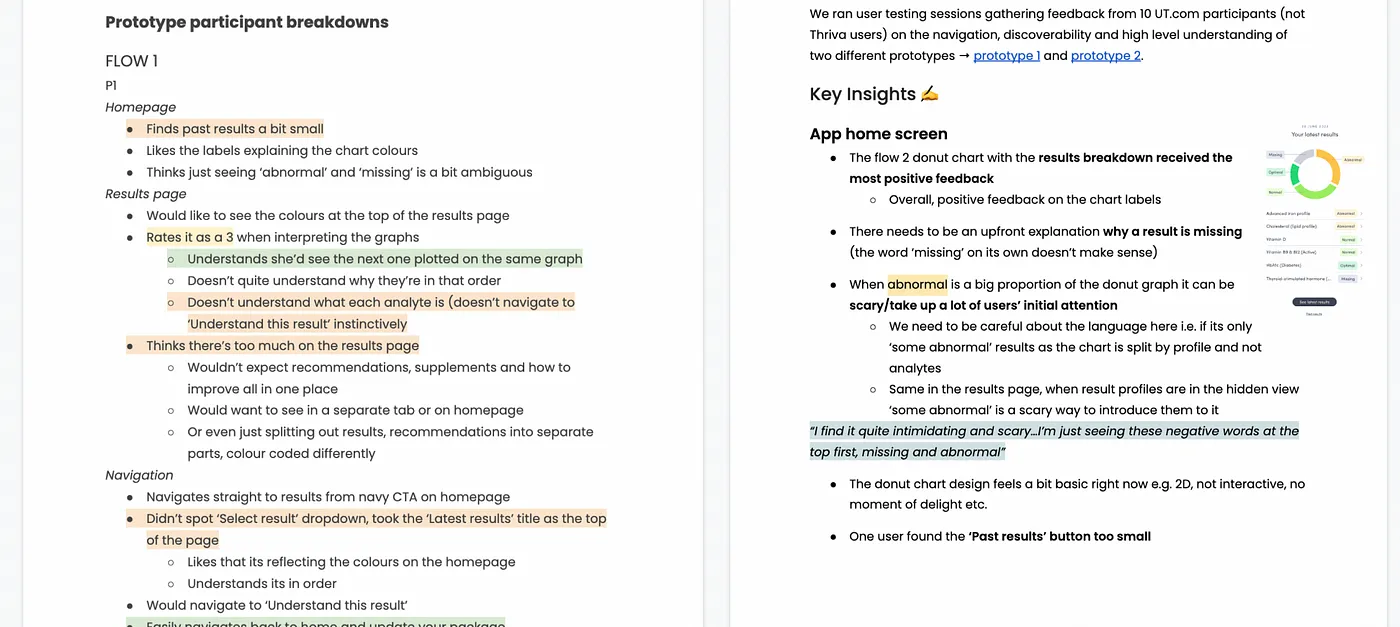 Prototype participant breakdowns
FLOW 1
P1
Homepage
● Finds past results a bit small
● Likes the labels explaining the chart colours
● Thinks just seeing ‘abnormal’ and ‘missing’ is a bit ambiguous
Results page
● Would like to see the colours at the top of the results page
● Rates it as a 3 when interpreting the graphs
○ Understands she’d see the next one plotted on the same graph
○ Doesn’t quite understand why they’re in that order
○ Doesn’t understand what each analyte is (doesn’t navigate to
‘Understand this result’ instinctively
● Thinks there’s too much on the results page
○ Wouldn’t expect recommendations, supplements and how to
improve all in one place
○ Would want to see in a separate tab or on homepage
○ Or even just splitting out results, recommendations into separate
parts, colour coded differently
Navigation
● Navigates straight to results from navy CTA on homepage
● Didn’t spot ‘Select result’ dropdown, took the ‘Latest results’ title as the top
of the page
○ Likes that its reflecting the colours on the homepage
○ Understands its in order
● Would navigate to ‘Understand this result’
● Easily navigates back to home and update your package
We ran user testing sessions gathering feedback from 10 UT.com participants (not
Thriva users) on the navigation, discoverability and high level understanding of
two different prototypes → prototype 1 and prototype 2.
Key Insights ✍️
App home screen
● The flow 2 donut chart with the results breakdown received the
most positive feedback
○ Overall, positive feedback on the chart labels
● There needs to be an upfront explanation why a result is missing
(the word ‘missing’ on its own doesn’t make sense)
● When abnormal is a big proportion of the donut graph it can be
scary/take up a lot of users’ initial attention
○ We need to be careful about the language here i.e. if its only
‘some abnormal’ results as the chart is split by profile and not
analytes
○ Same in the results page, when result profiles are in the hidden view
‘some abnormal’ is a scary way to introduce them to it
“I find it quite intimidating and scary…I’m just seeing these negative words at the
top first, missing and abnormal”
● The donut chart design feels a bit basic right now e.g. 2D, not interactive, no
moment of delight etc.
● One user found the ‘Past results’ button too small
Your latest results
Missing
Abnormal
Optimal
Normal
Advanced iron profile Abnormal
Cholesterol (lipid profile) Abnormal
Vitamin D Normal
Vitamin B9 & B12 (Active) Normal
HbA1c (Diabetes) Optimal
Thyroid stimulated hormone (... Missing
See latest results